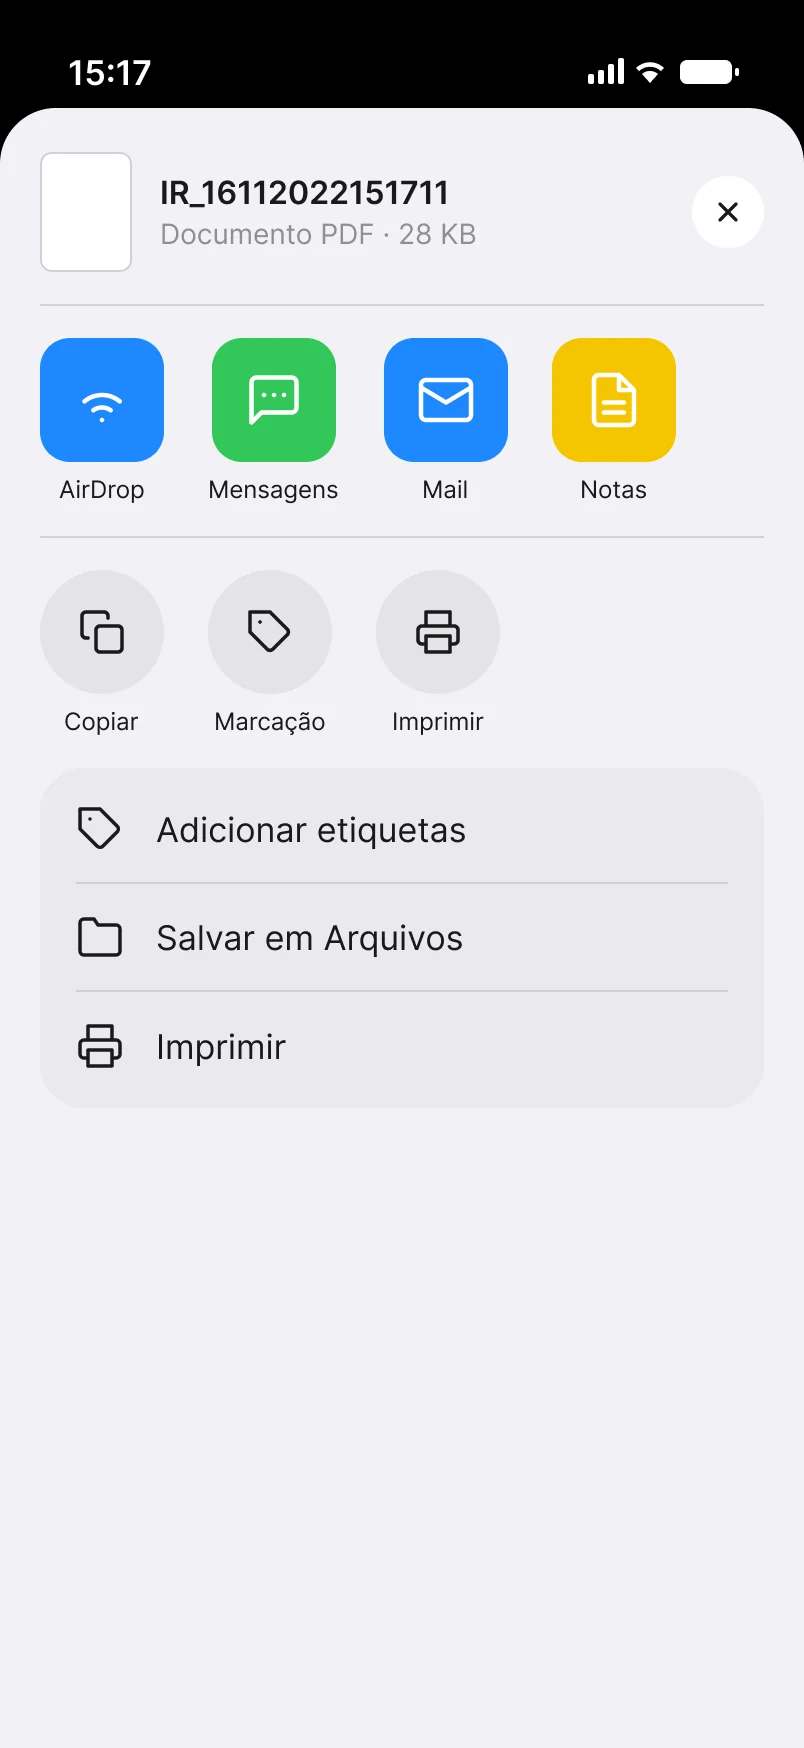 15:17
IR_16112022151711
Documento PDF · 28 KB
AirDrop
Mensagens
Mail
Notas
Copiar
Marcação
Imprimir
Adicionar etiquetas
Salvar em Arquivos
Imprimir